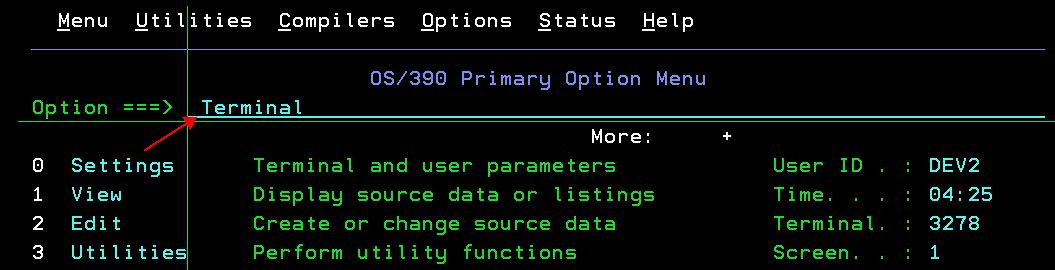 Menu  Utilities  Compilers  Options  Status  Help
OS/390 Primary Option Menu
Option ===>  Terminal
More:     +
0  Settings  Terminal and user parameters  User ID . : DEV2
1  View  Display source data or listings  Time. . . : 04:25
2  Edit  Create or change source data  Terminal. : 3278
3  Utilities  Perform utility functions  Screen. . : 1